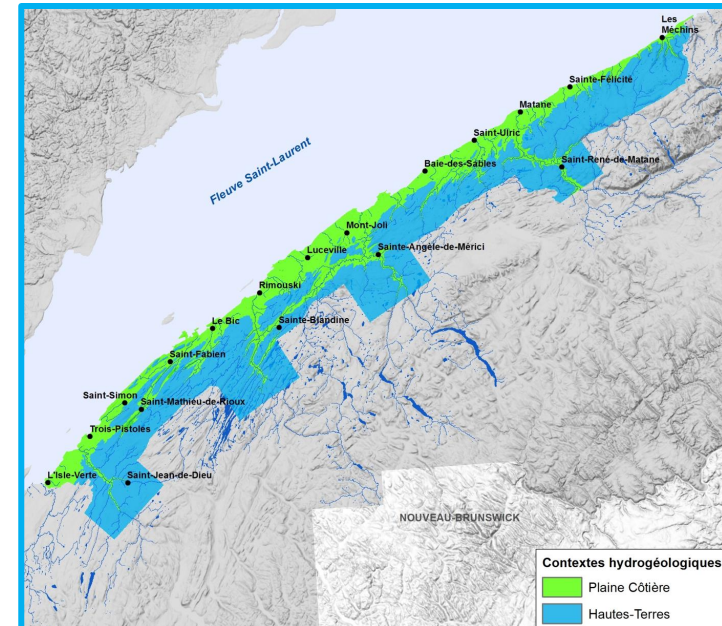 Les
Méchins
Sainte-Félicité
Matane
Saint-Ulric
Saint-René-de-Matane
Baie-des-Sables
Fleuve Saint-Laurent
Mont-Joli
Sainte-Angèle-de-Mérici
Luceville
Rimouski
Le Bic
Sainte-Blandine
Saint-Fabien
Saint-Simon
Saint-Mathieu-de-Rioux
Trois-Pistoles
L'Isle-Verte
Saint-Jean-de-Dieu
NOUVEAU-BRUNSWICK
Contextes hydrogéologiques
Plaine Côtière
Hautes-Terres